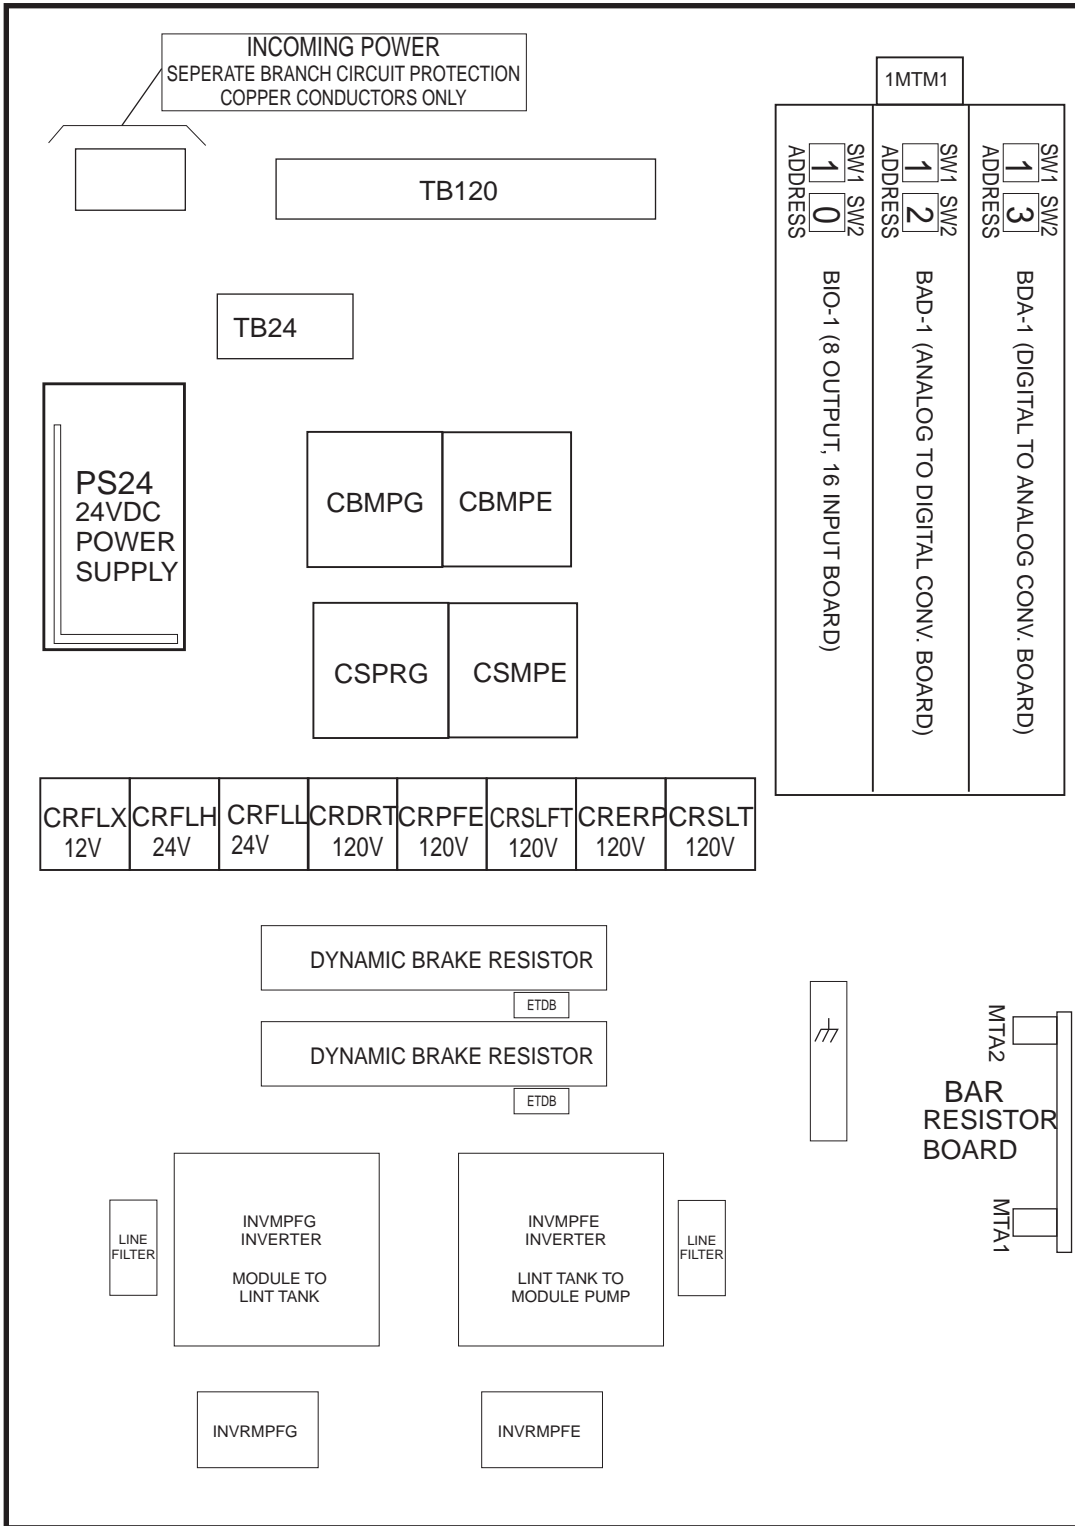 INCOMING POWER
SEPERATE BRANCH CIRCUIT PROTECTION
COPPER CONDUCTORS ONLY
TB120
TB24
PS24
24VDC
POWER
SUPPLY
CBMPG
CBMPE
CSPRG
CSMPE
1MTM1
SW1 SW2
1 3
ADDRESS
BDA-1 (DIGITAL TO ANALOG CONV. BOARD)
SW1 SW2
1 2
ADDRESS
BAD-1 (ANALOG TO DIGITAL CONV. BOARD)
SW1 SW2
1 0
ADDRESS
BIO-1 (8 OUTPUT, 16 INPUT BOARD)
CRFLX
12V
CRFLH
24V
CRFLL
24V
CRDRT
120V
CRPFE
120V
CRSLFT
120V
CRERP
120V
CRSLT
120V
DYNAMIC BRAKE RESISTOR
ETDB
DYNAMIC BRAKE RESISTOR
ETDB
MTA2
BAR
RESISTOR
BOARD
MTA1
LINE
FILTER
INVMPFG
INVERTER
MODULE TO
LINT TANK
INVMPFE
INVERTER
LINT TANK TO
MODULE PUMP
LINE
FILTER
INVRMPFG
INVRMPFE